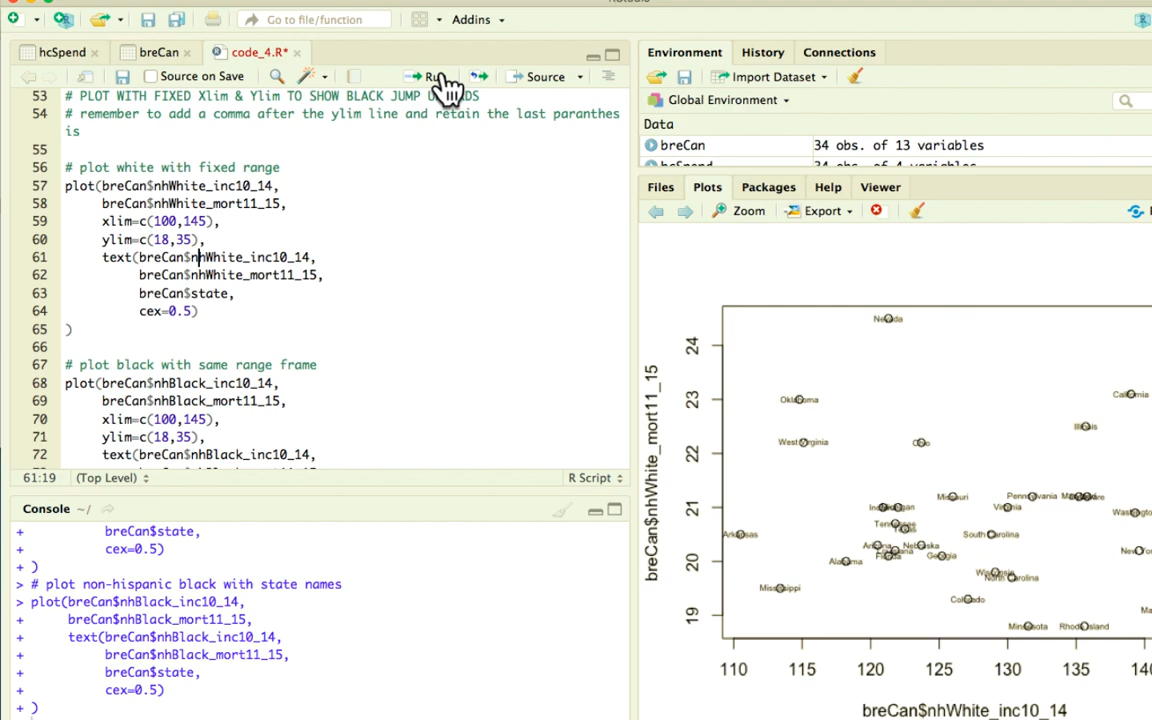 Go to file/function
Addins
hcSpend
breCan
code_4.R*
Source on Save
Source
53 # PLOT WITH FIXED Xlim & Ylim TO SHOW BLACK JUMP
54 # remember to add a comma after the ylim line and retain the last paranthes
is
55
56 # plot white with fixed range
57 plot(breCan$nhWhite_inc10_14,
58 breCan$nhWhite_mort11_15,
59 xlim=c(100,145),
60 ylim=c(18,35),
61 text(breCan$nhWhite_inc10_14,
62 breCan$nhWhite_mort11_15,
63 breCan$state,
64 cex=0.5)
65 )
66
67 # plot black with same range frame
68 plot(breCan$nhBlack_inc10_14,
69 breCan$nhBlack_mort11_15,
70 xlim=c(100,145),
71 ylim=c(18,35),
72 text(breCan$nhBlack_inc10_14,
61:19 (Top Level) R Script
Console ~/
+ breCan$state,
+ cex=0.5)
+ )
> # plot non-hispanic black with state names
> plot(breCan$nhBlack_inc10_14,
+ breCan$nhBlack_mort11_15,
+ text(breCan$nhBlack_inc10_14,
+ breCan$nhBlack_mort11_15,
+ breCan$state,
+ cex=0.5)
+ )
Environment History Connections
Import Dataset
Global Environment
Data
breCan 34 obs. of 13 variables
Files Plots Packages Help Viewer
Zoom Export
Nevada
Oklahoma
California
Illinois
West Virginia
Ohio
Missouri
Pennsylvania
Virginia
Washingt
Tennessee
Arkansas
South Carolina
Arizona
Nebraska
Florida
Georgia
Alabama
Wisconsin
North Carolina
Mississippi
Colorado
Minnesota
Rhode Island
24
23
22
21
20
19
breCan$nhWhite_mort11_15
110 115 120 125 130 135 140
breCan$nhWhite_inc10_14